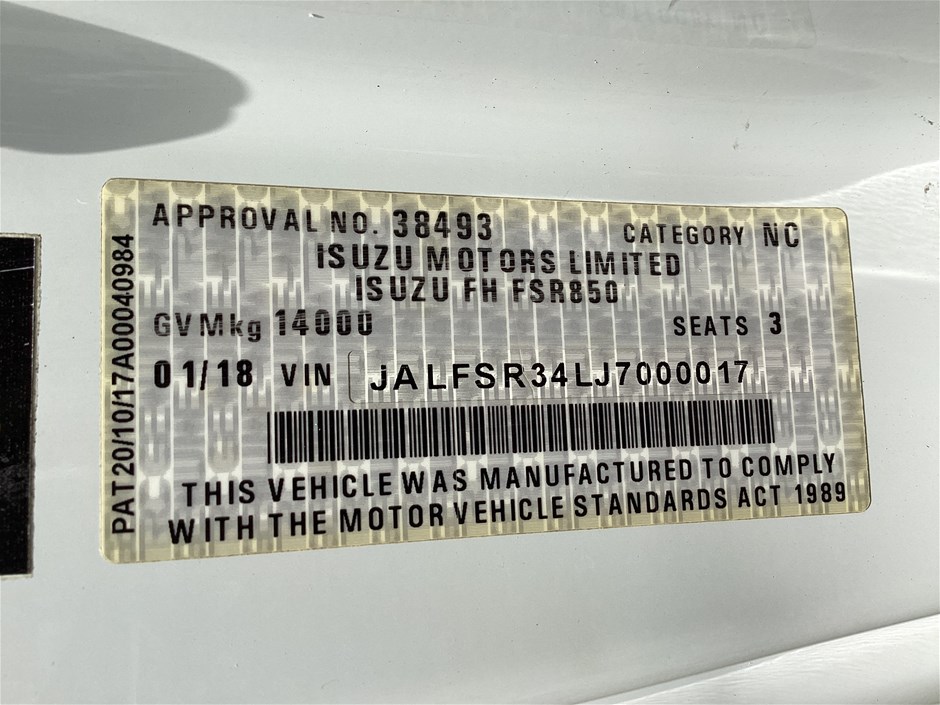 APPROVAL NO. 38493 CATEGORY NC
ISUZU MOTORS LIMITED
ISUZU FH FSR850
GVMkg 14000 SEATS 3
01/18 VIN JALFSR34LJ7000017
THIS VEHICLE WAS MANUFACTURED TO COMPLY
WITH THE MOTOR VEHICLE STANDARDS ACT 1989
PAT20/10/17A00040984